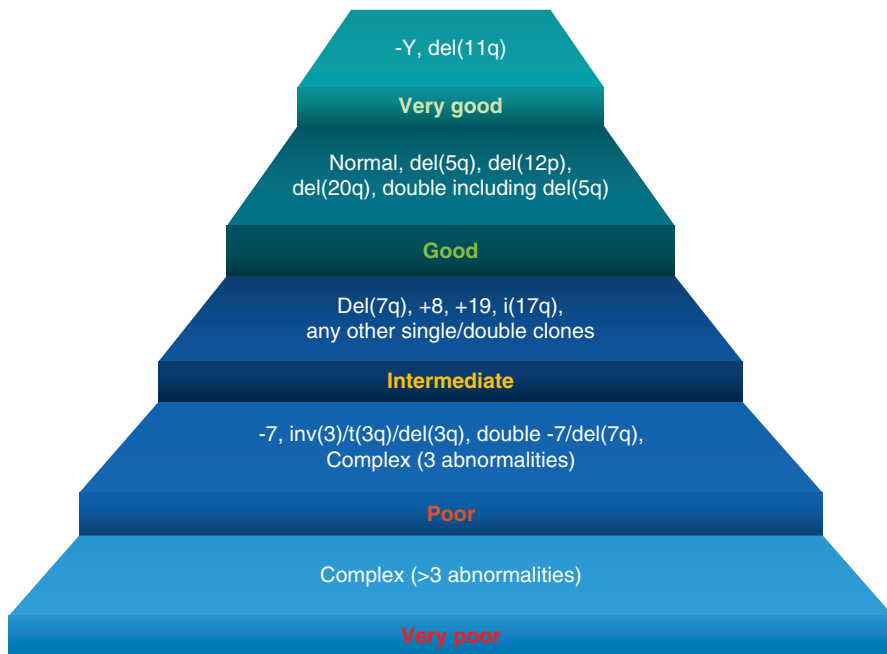 -Y, del(11q)
Very good
Normal, del(5q), del(12p),
del(20q), double including del(5q)
Good
Del(7q), +8, +19, i(17q),
any other single/double clones
Intermediate
-7, inv(3)/t(3q)/del(3q), double -7/del(7q),
Complex (3 abnormalities)
Poor
Complex (>3 abnormalities)
Very poor